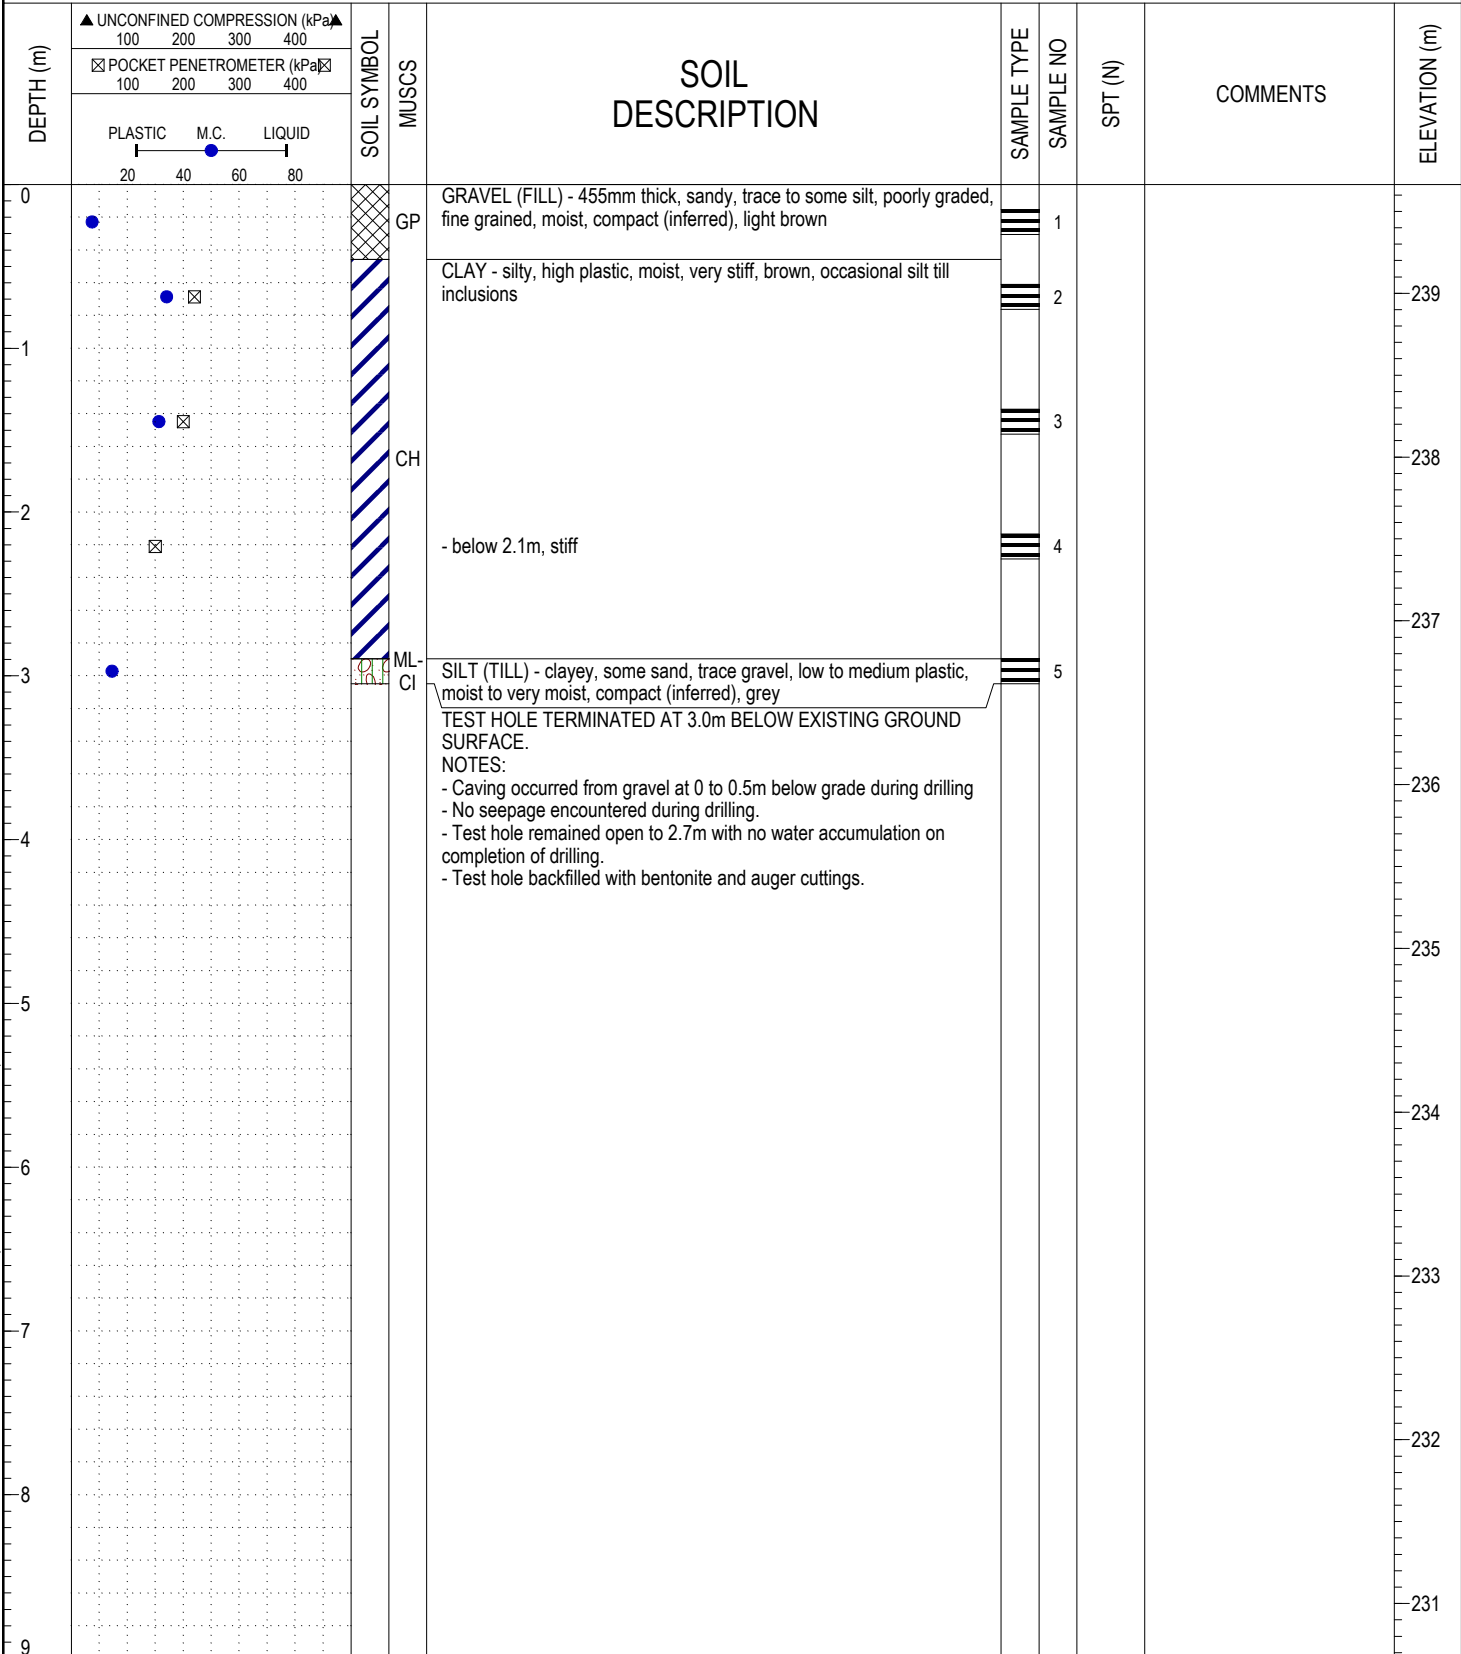 DEPTH (m)
UNCONFINED COMPRESSION (kPa)
100 200 300 400
POCKET PENETROMETER (kPa)
100 200 300 400
PLASTIC M.C. LIQUID
20 40 60 80
SOIL SYMBOL
MUSCS
SOIL
DESCRIPTION
SAMPLE TYPE
SAMPLE NO
SPT (N)
COMMENTS
ELEVATION (m)
0
GP
GRAVEL (FILL) - 455mm thick, sandy, trace to some silt, poorly graded,
fine grained, moist, compact (inferred), light brown
1
CLAY - silty, high plastic, moist, very stiff, brown, occasional silt till
inclusions
2
239
1
3
CH
238
2
- below 2.1m, stiff
4
237
ML-
CI
3
SILT (TILL) - clayey, some sand, trace gravel, low to medium plastic,
moist to very moist, compact (inferred), grey
5
TEST HOLE TERMINATED AT 3.0m BELOW EXISTING GROUND
SURFACE.
NOTES:
- Caving occurred from gravel at 0 to 0.5m below grade during drilling
236
- No seepage encountered during drilling.
- Test hole remained open to 2.7m with no water accumulation on
4
completion of drilling.
- Test hole backfilled with bentonite and auger cuttings.
235
5
234
6
233
7
232
8
231
9